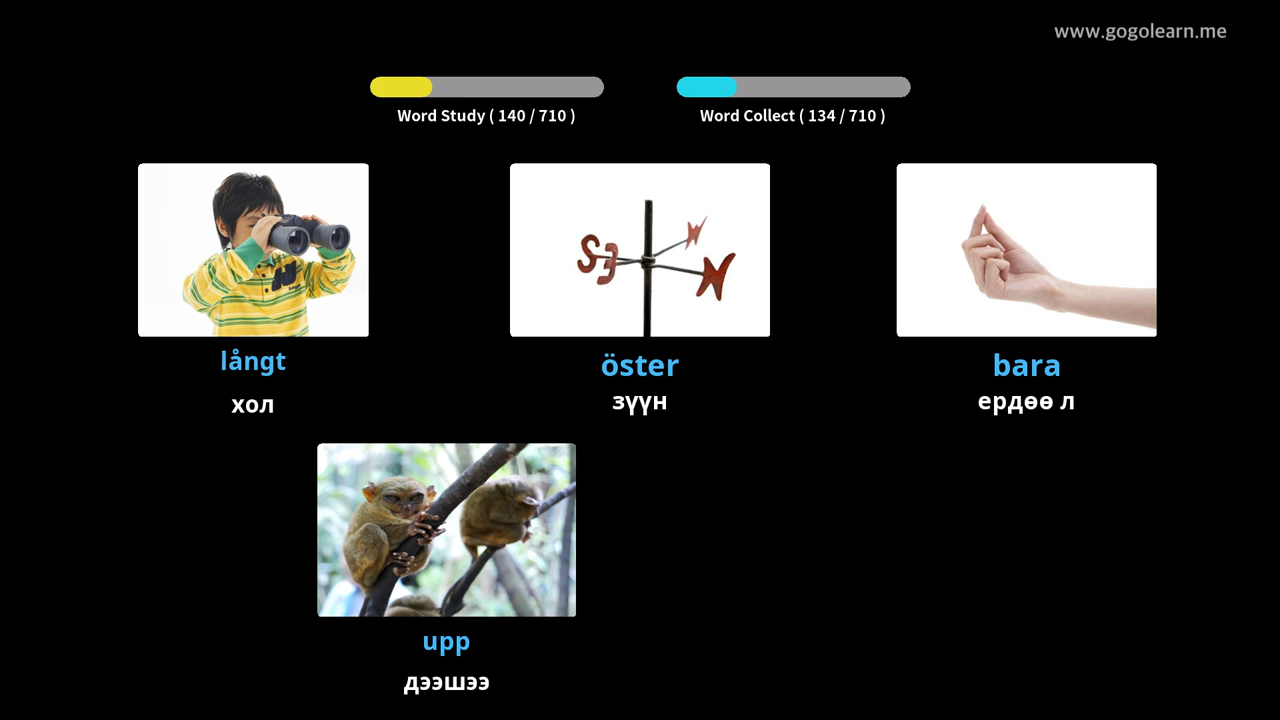 www.gogolearn.me
Word Study ( 140 / 710 )
Word Collect ( 134 / 710 )
S E N W
långt
хол
öster
зүүн
bara
ердөө л
upp
дээшээ